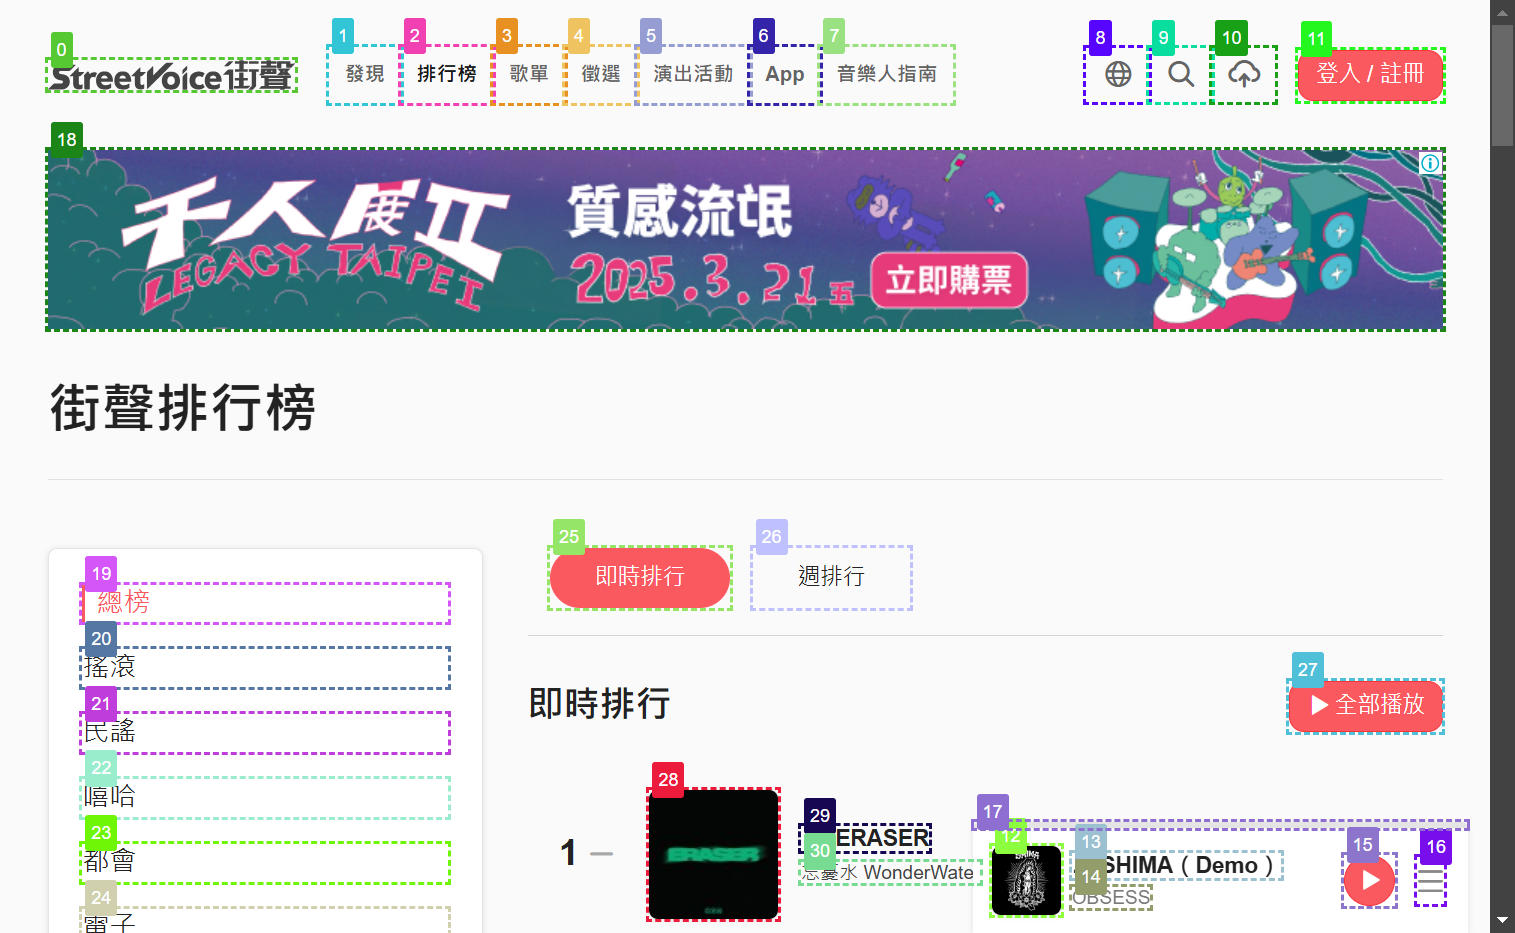 StreetVoice街聲
0
1
2
3
4
5
6
7
8
9
10
11
發現
排行榜
歌單
徵選
演出活動
App
音樂人指南
登入 / 註冊
18
千人展II
LEGACY TAIPEI
質感流氓
2025.3.21五
立即購票
街聲排行榜
25
即時排行
26
週排行
19
總榜
20
搖滾
21
民謠
22
嘻哈
23
都會
24
電子
即時排行
27
全部播放
1
28
ERASER
29
ERASER
30
忘憂水 WonderWate
17
12
13
SHIMA（Demo）
14
OBSESS
15
16